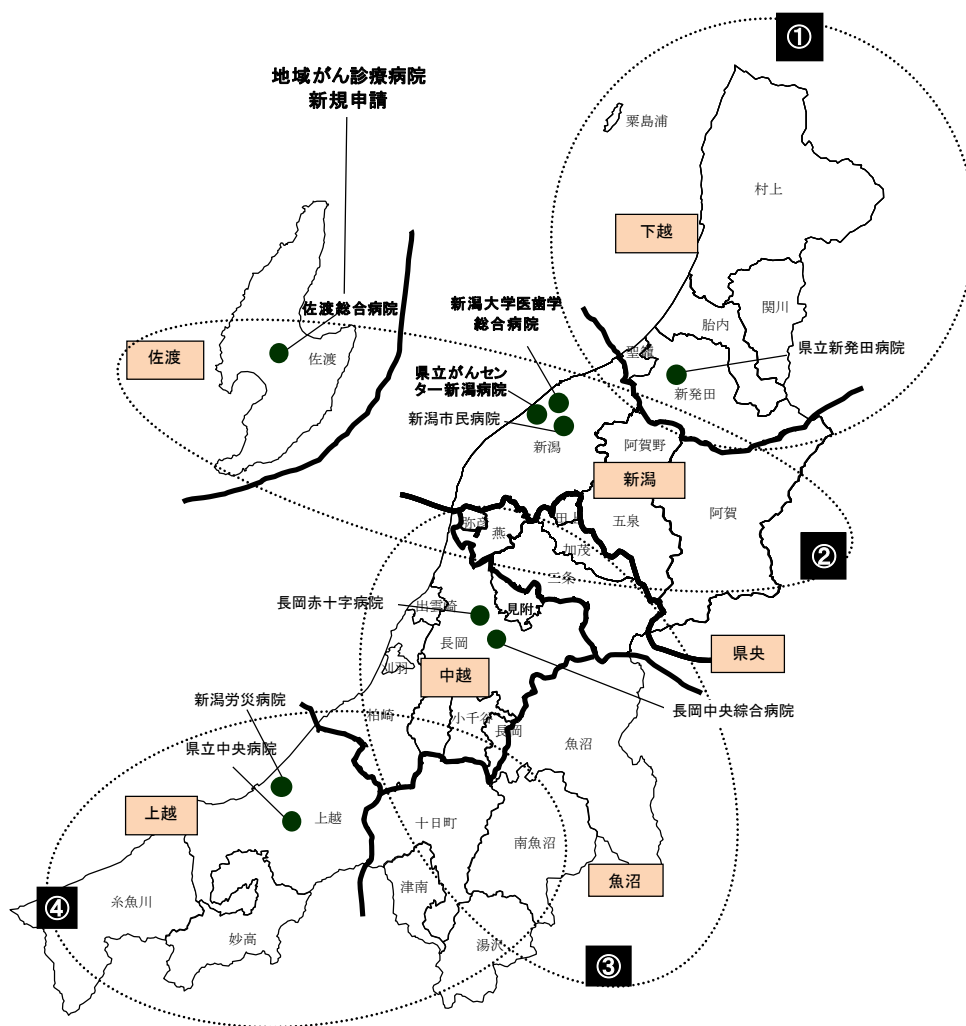 ①
地域がん診療病院
新規申請
粟島浦
村上
下越
関川
佐渡総合病院
新潟大学医歯学
総合病院
胎内
佐渡
佐渡
聖籠
県立新発田病院
県立がんセン
ター新潟病院
新発田
新潟市民病院
新潟
阿賀野
新潟
五泉
阿賀
弥彦
燕
田上
加茂
②
三条
長岡赤十字病院
出雲崎
見附
長岡
県央
刈羽
中越
新潟労災病院
柏崎
小千谷
長岡
長岡中央綜合病院
県立中央病院
魚沼
上越
上越
十日町
南魚沼
津南
魚沼
④
糸魚川
妙高
湯沢
③